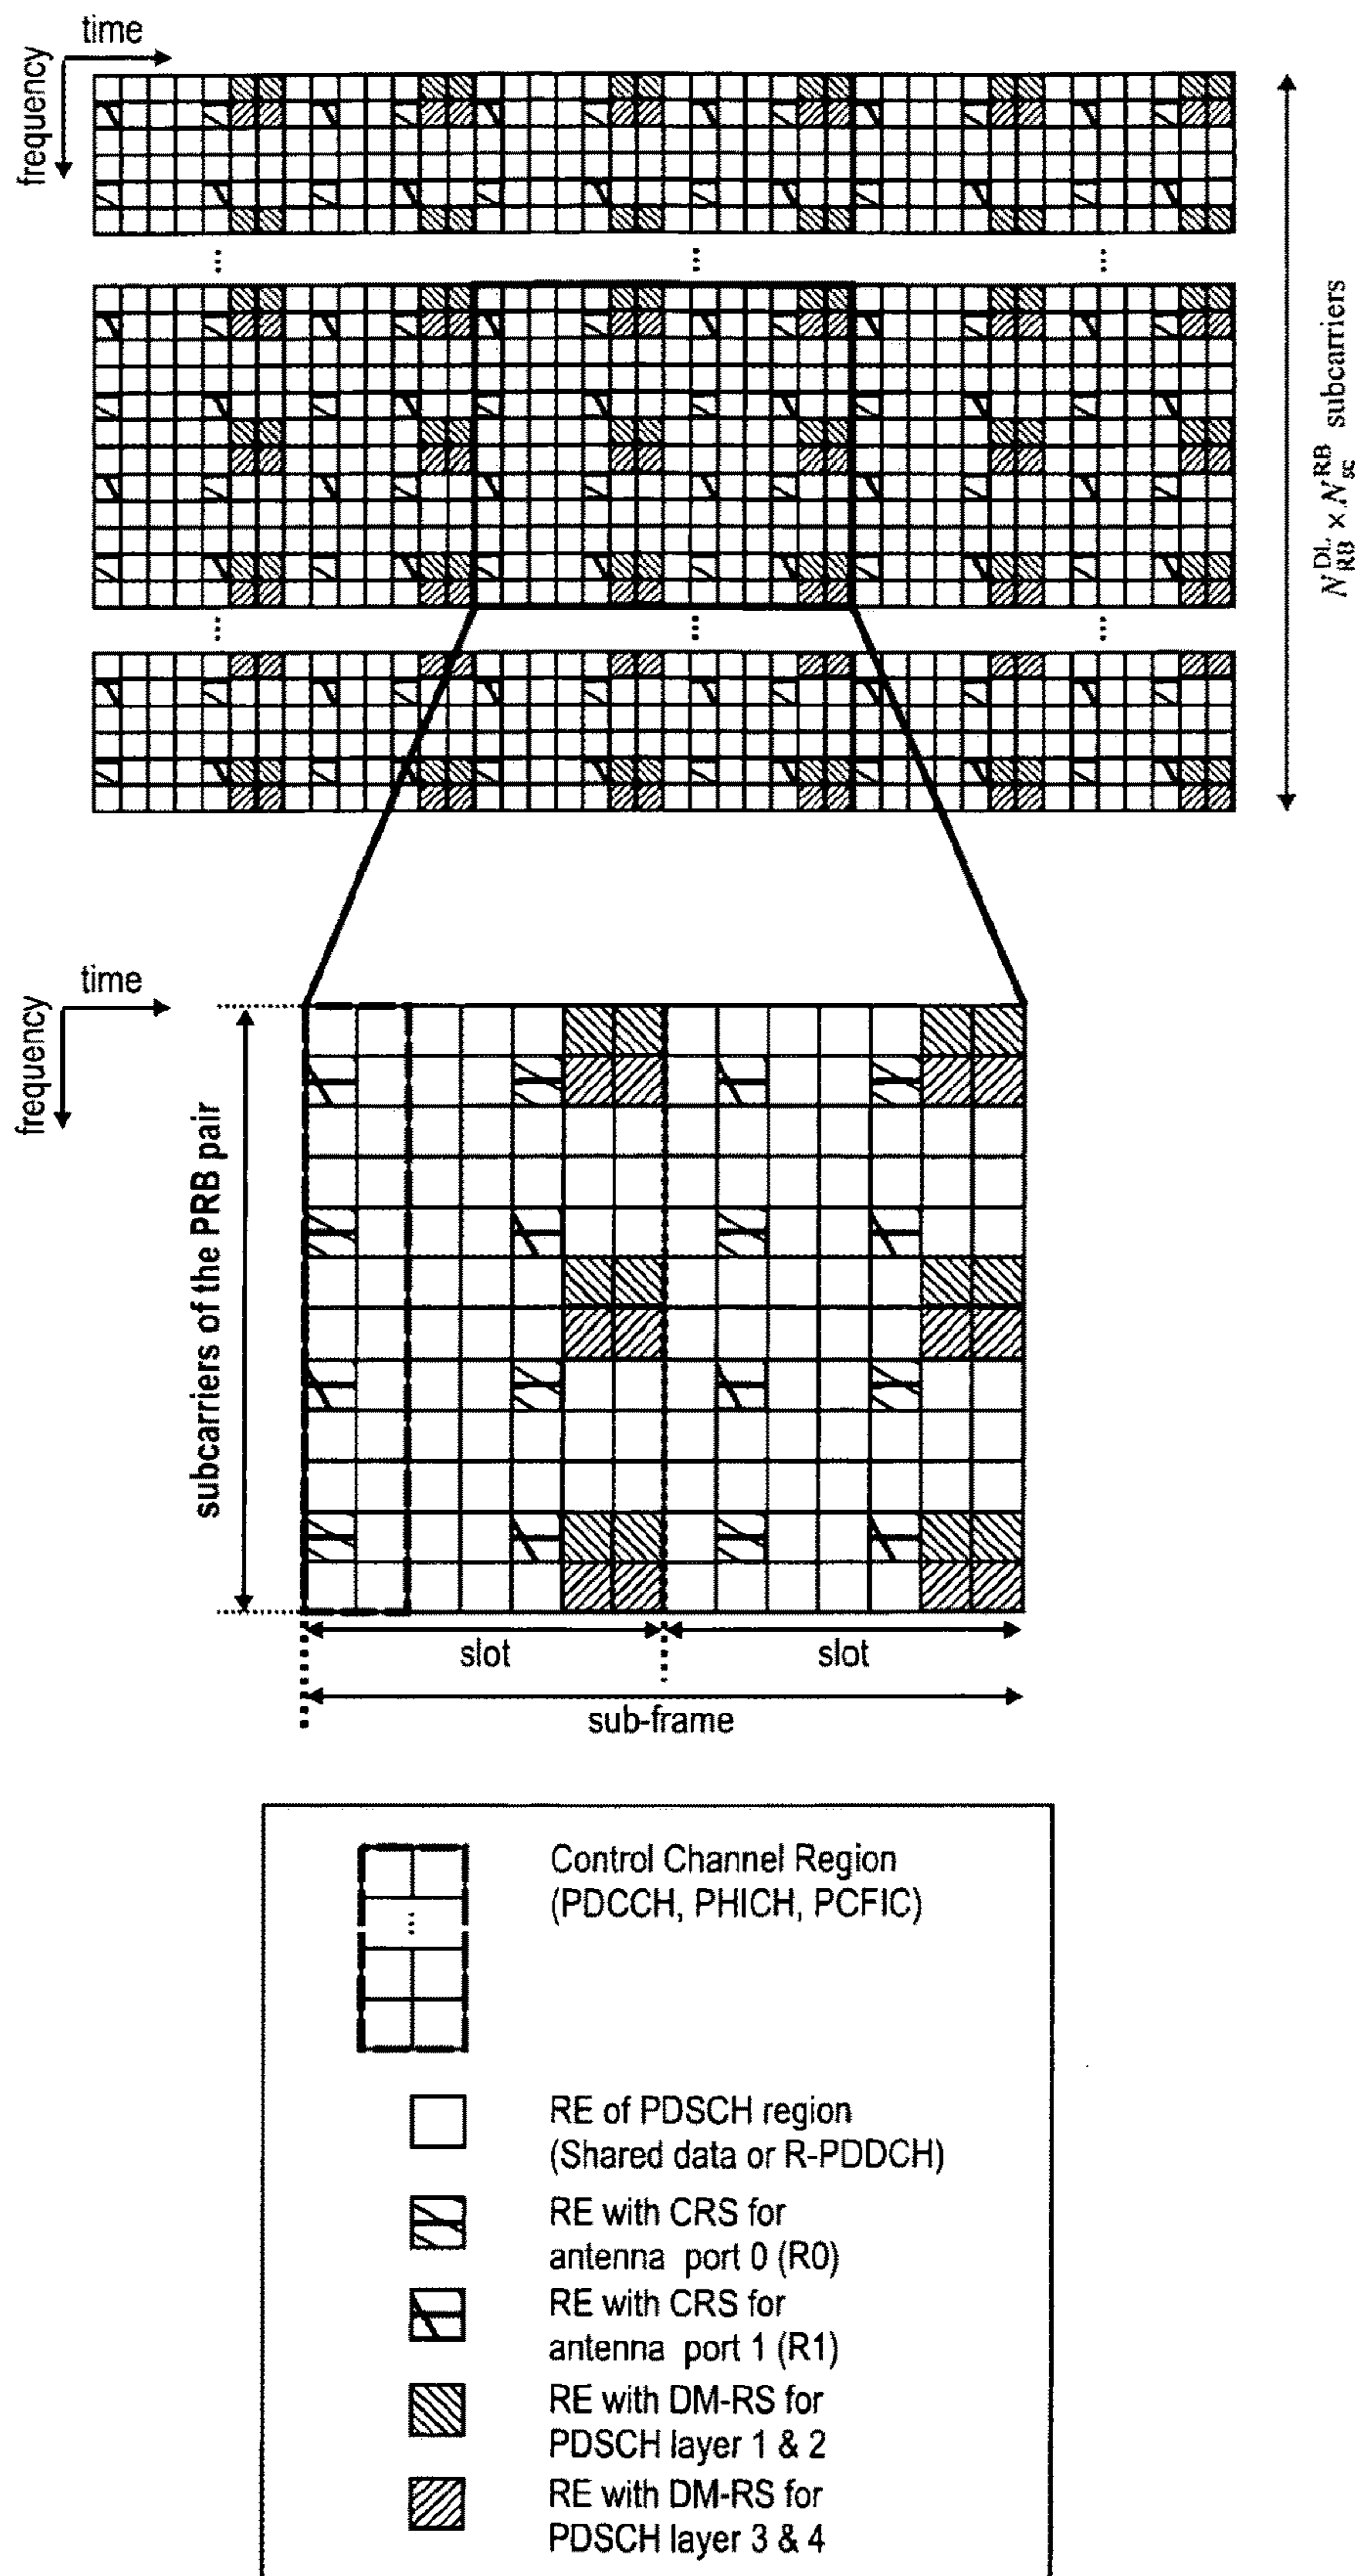 time
frequency
...
...
...
...
...
...
N_RB^DL × N_sc^RB subcarriers
time
frequency
subcarriers of the PRB pair
slot
slot
sub-frame
...
Control Channel Region
(PDCCH, PHICH, PCFIC)
RE of PDSCH region
(Shared data or R-PDDCH)
RE with CRS for
antenna port 0 (R0)
RE with CRS for
antenna port 1 (R1)
RE with DM-RS for
PDSCH layer 1 & 2
RE with DM-RS for
PDSCH layer 3 & 4